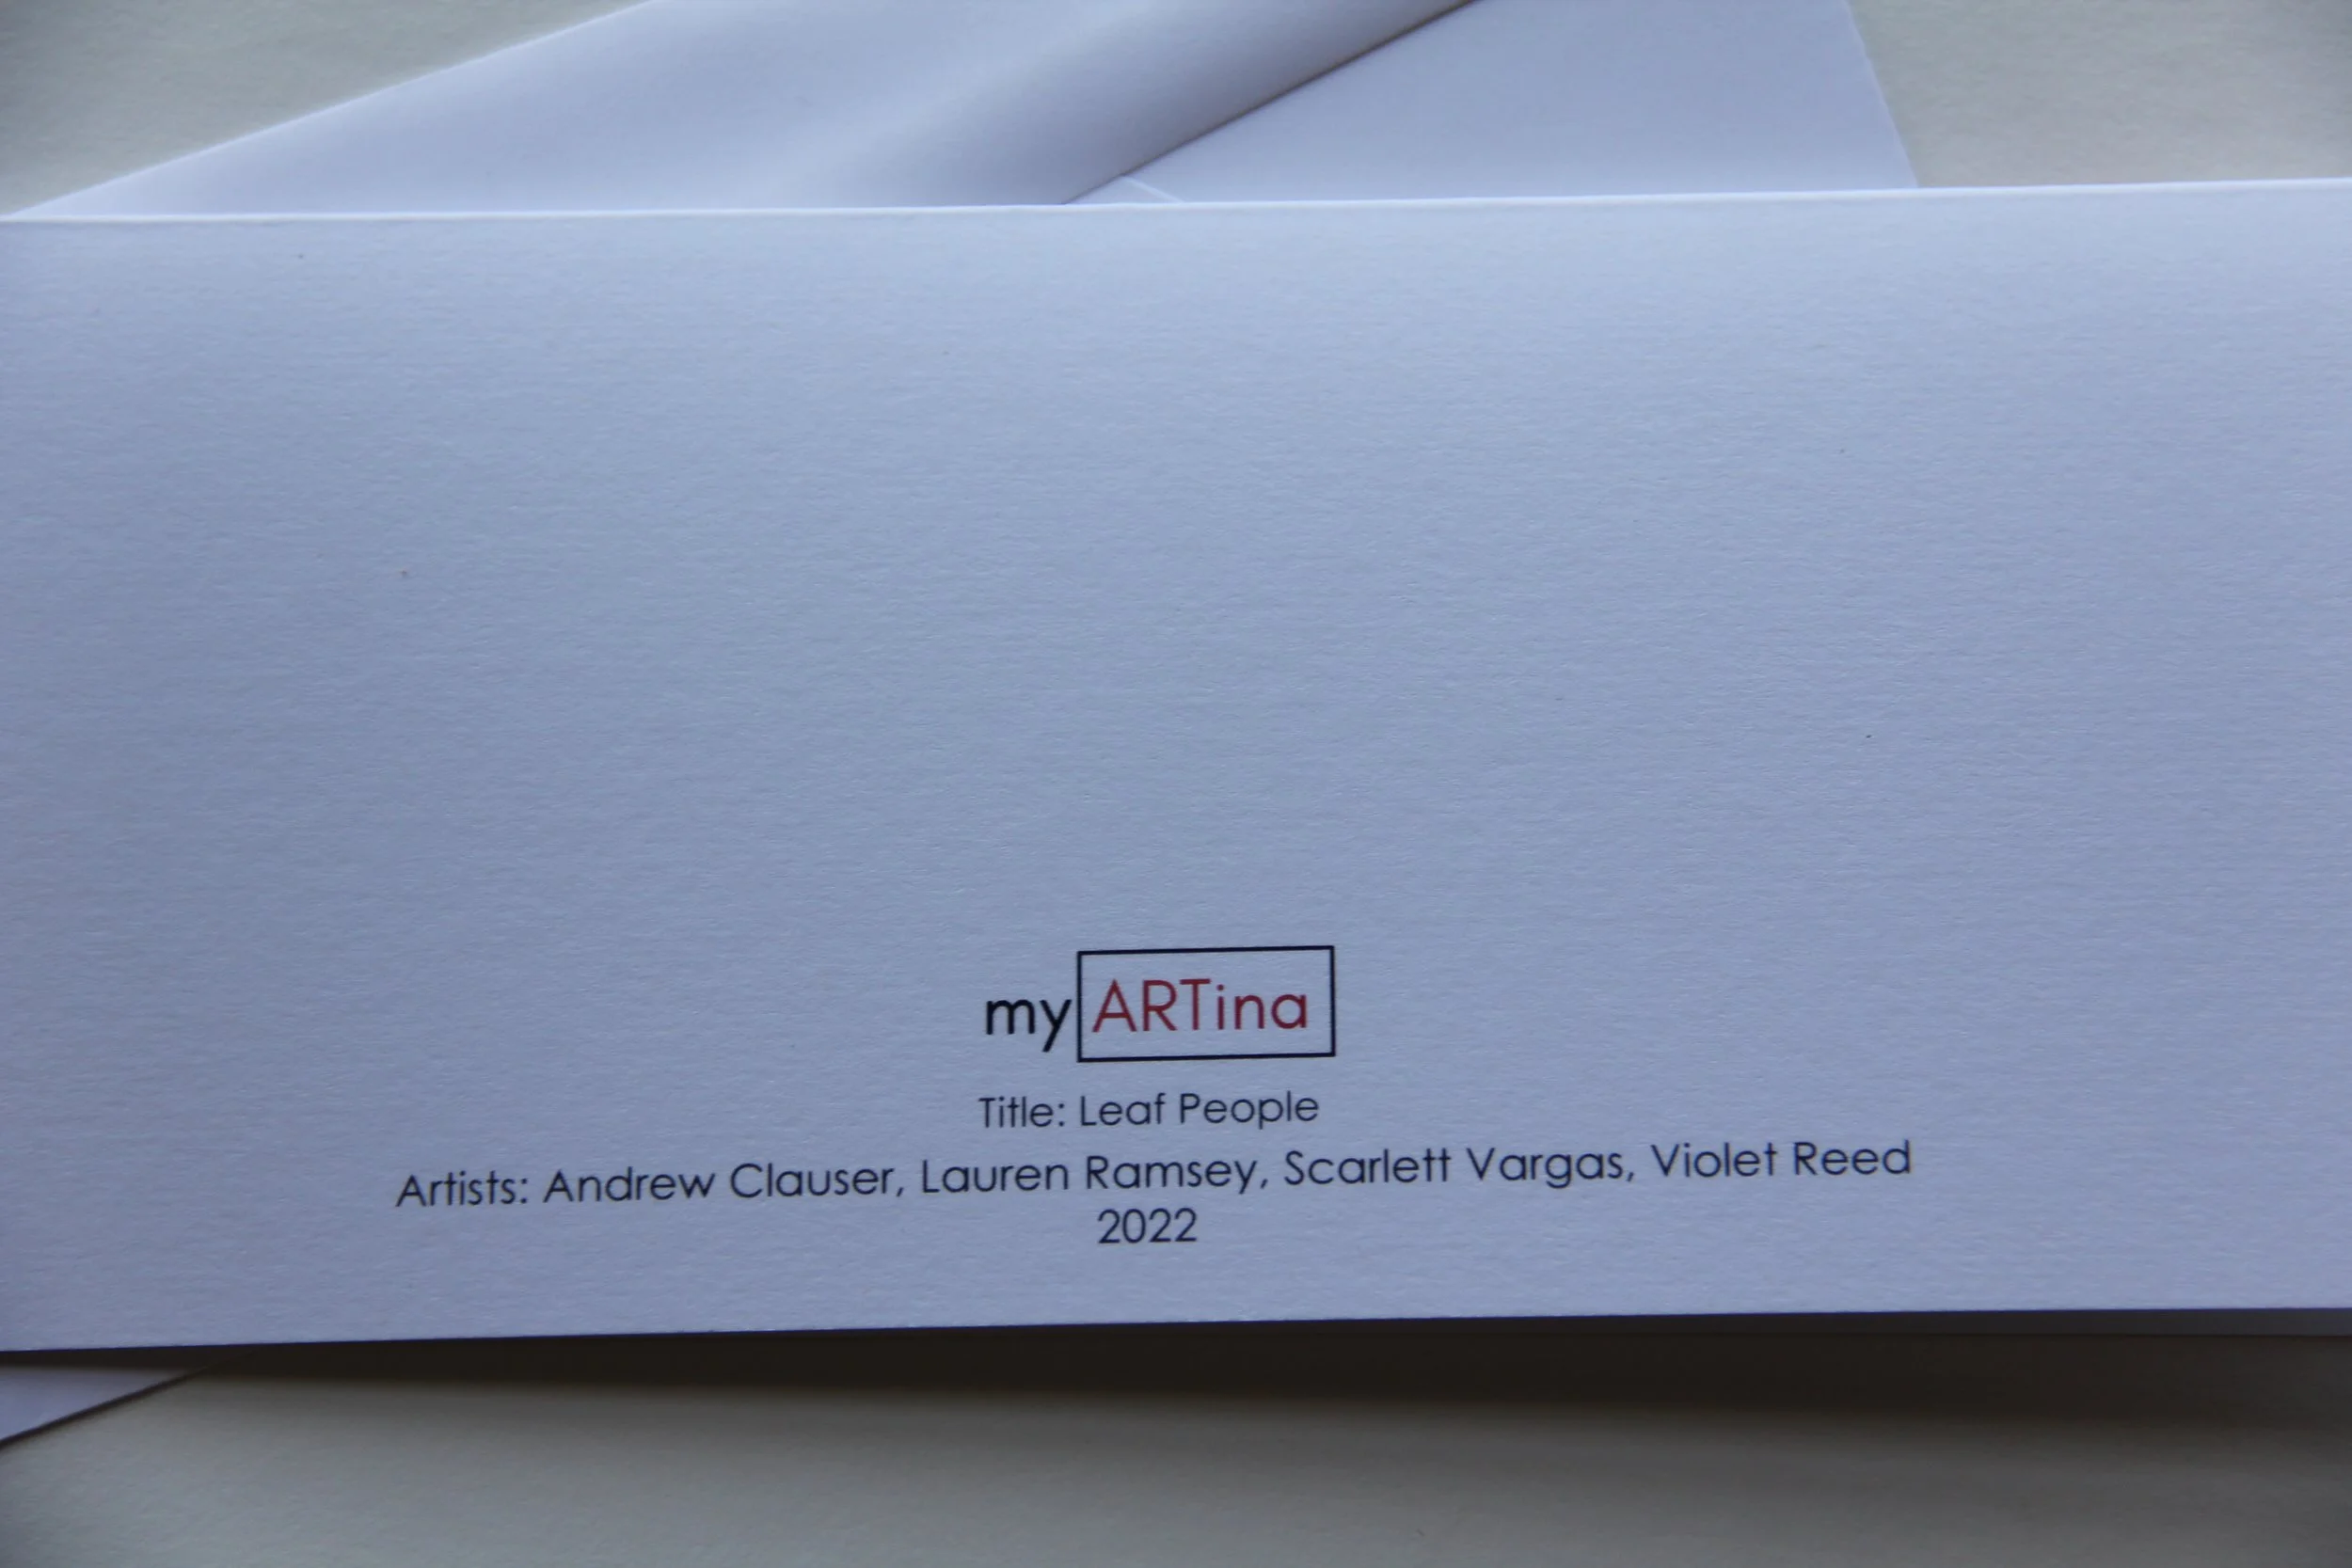 my ARTina
Title: Leaf People
Artists: Andrew Clauser, Lauren Ramsey, Scarlett Vargas, Violet Reed
2022